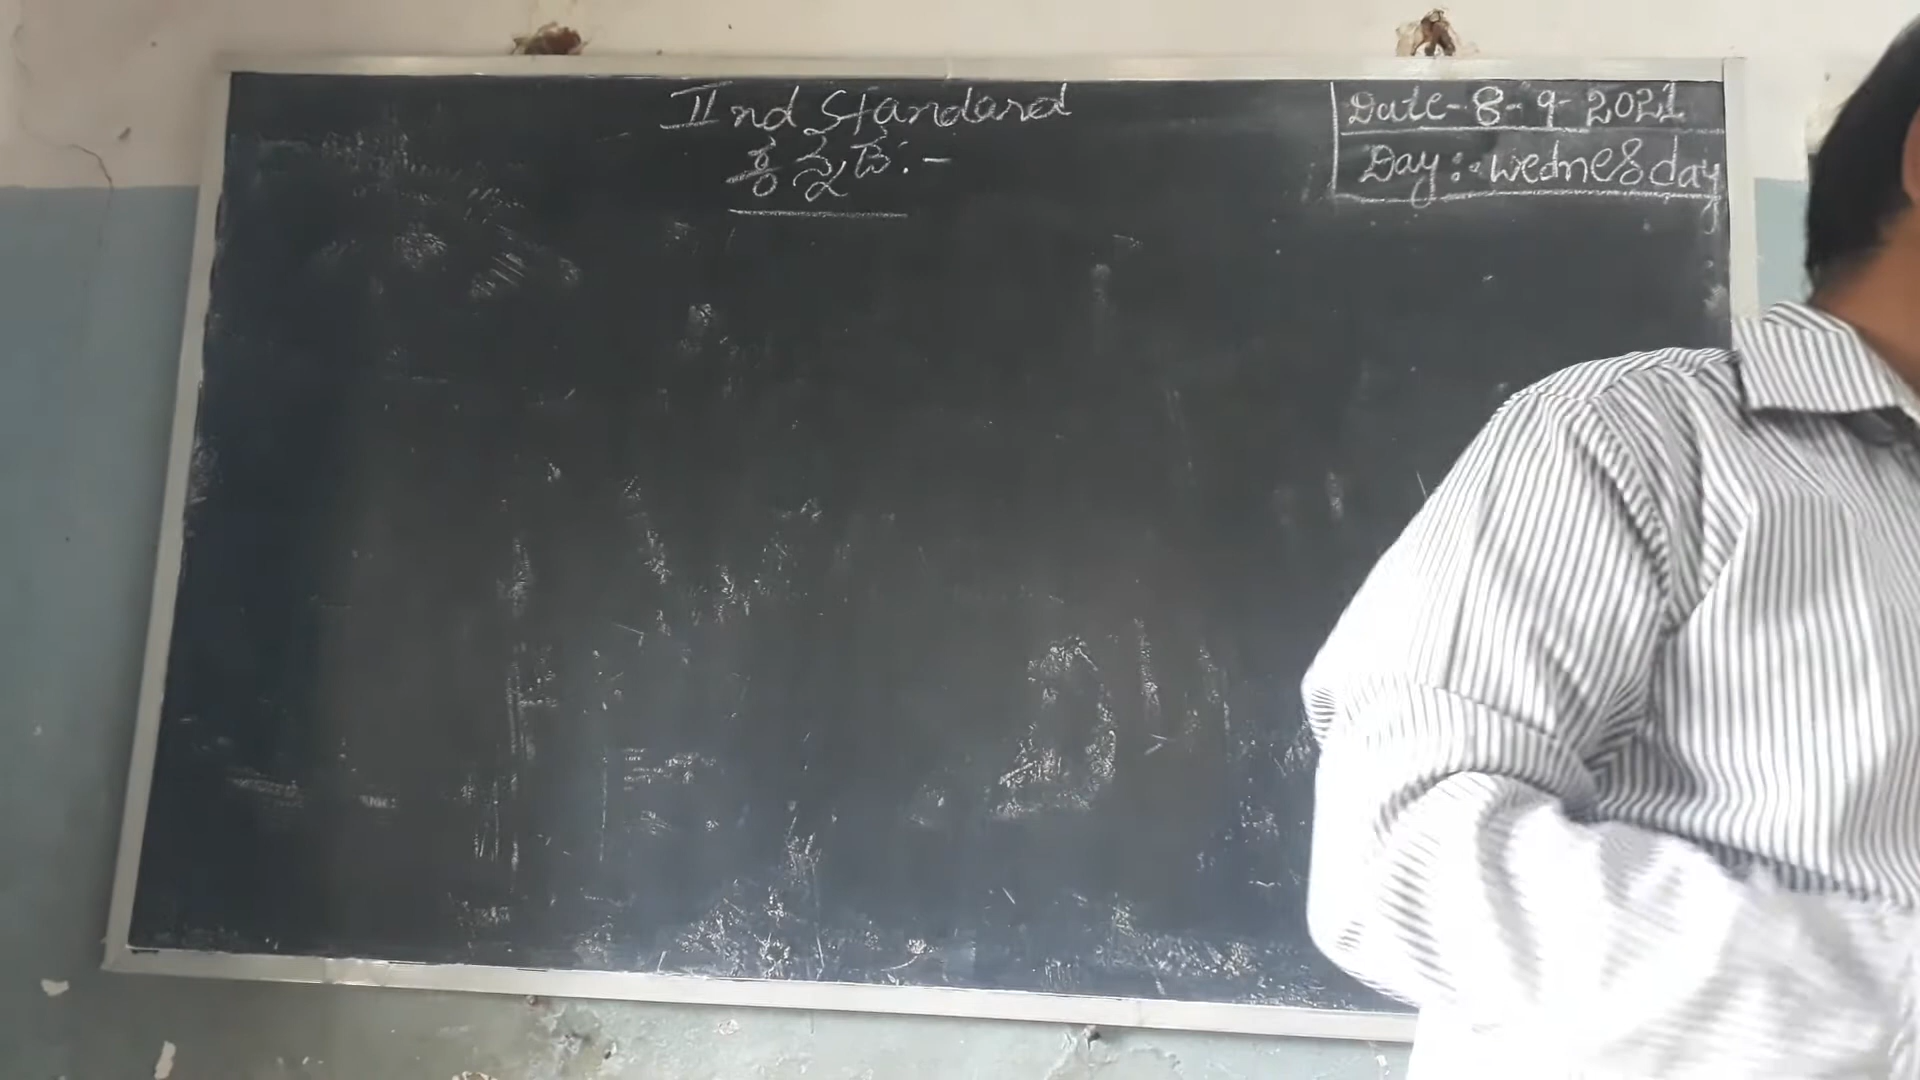 IInd Standard
ಕನ್ನಡ:-
Date-8-9-2021
Day:-wednesday